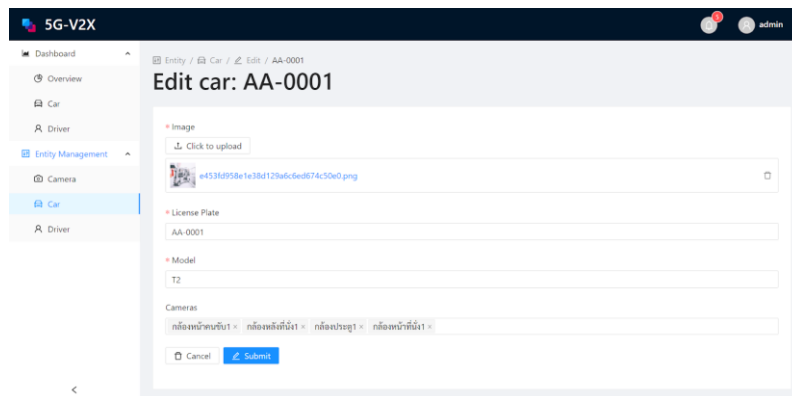 5G-V2X
5
admin
Dashboard
Overview
Car
Driver
Entity Management
Camera
Car
Driver
Entity / Car / Edit / AA-0001
Edit car: AA-0001
* Image
Click to upload
e453fd958e1e38d129a6c6ed674c50e0.png
* License Plate
AA-0001
* Model
T2
Cameras
กล้องหน้าคนขับ1 × กล้องหลังที่นั่ง1 × กล้องประตู1 × กล้องหน้าที่นั่ง1 ×
Cancel Submit